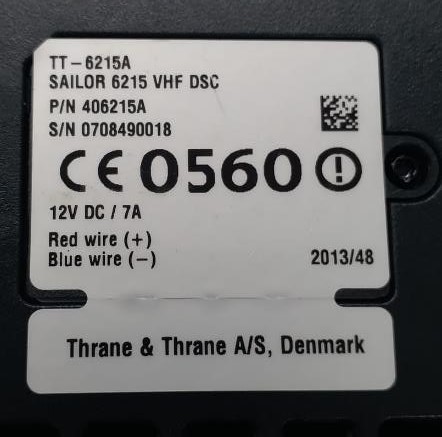 TT-6215A
SAILOR 6215 VHF DSC
P/N 406215A
S/N 0708490018
CE 0560
12V DC / 7A
Red wire (+)
Blue wire (–)
2013/48
Thrane & Thrane A/S, Denmark